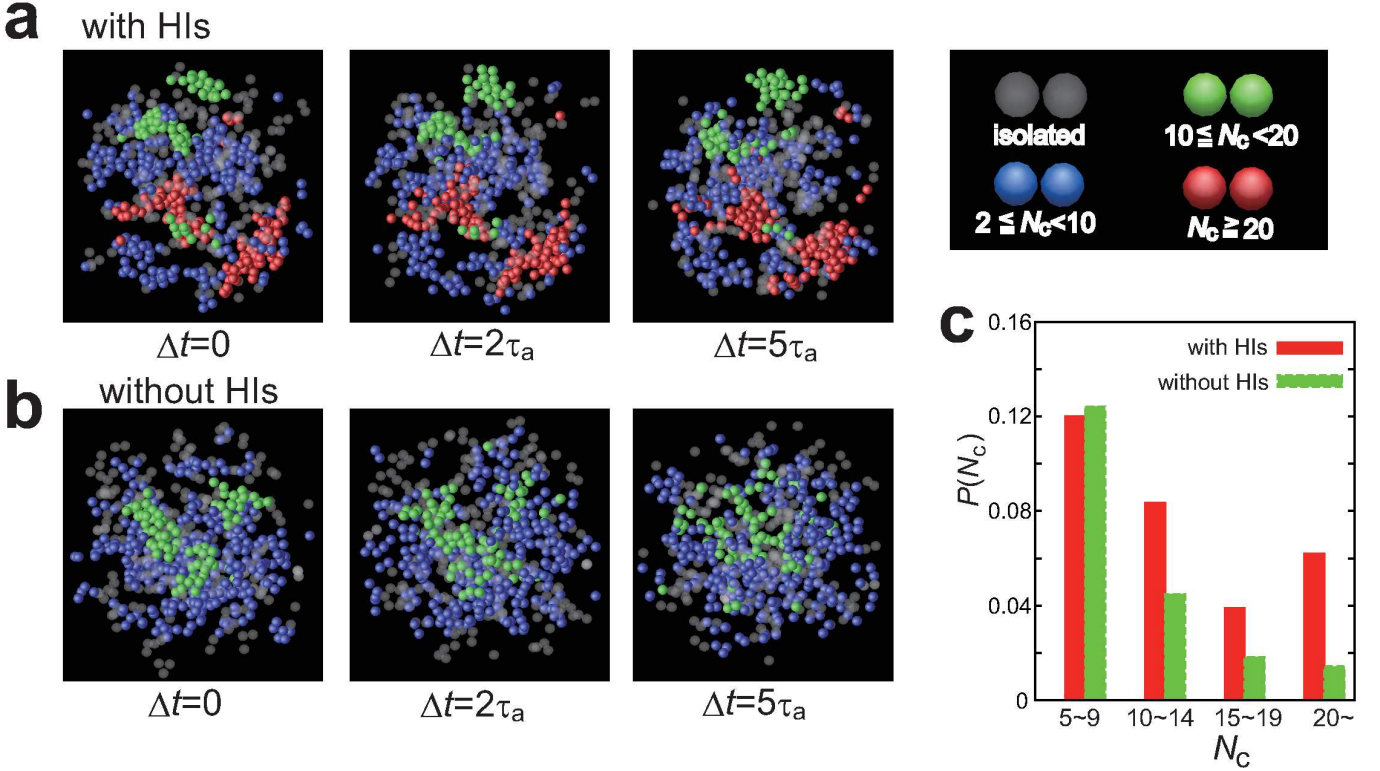 a with HIs
Δt=0
Δt=2τa
Δt=5τa
isolated
10≦Nc<20
2≦Nc<10
Nc≧20
b without HIs
Δt=0
Δt=2τa
Δt=5τa
c
with HIs
without HIs
P(Nc)
0.16
0.12
0.08
0.04
0
5~9 10~14 15~19 20~
Nc